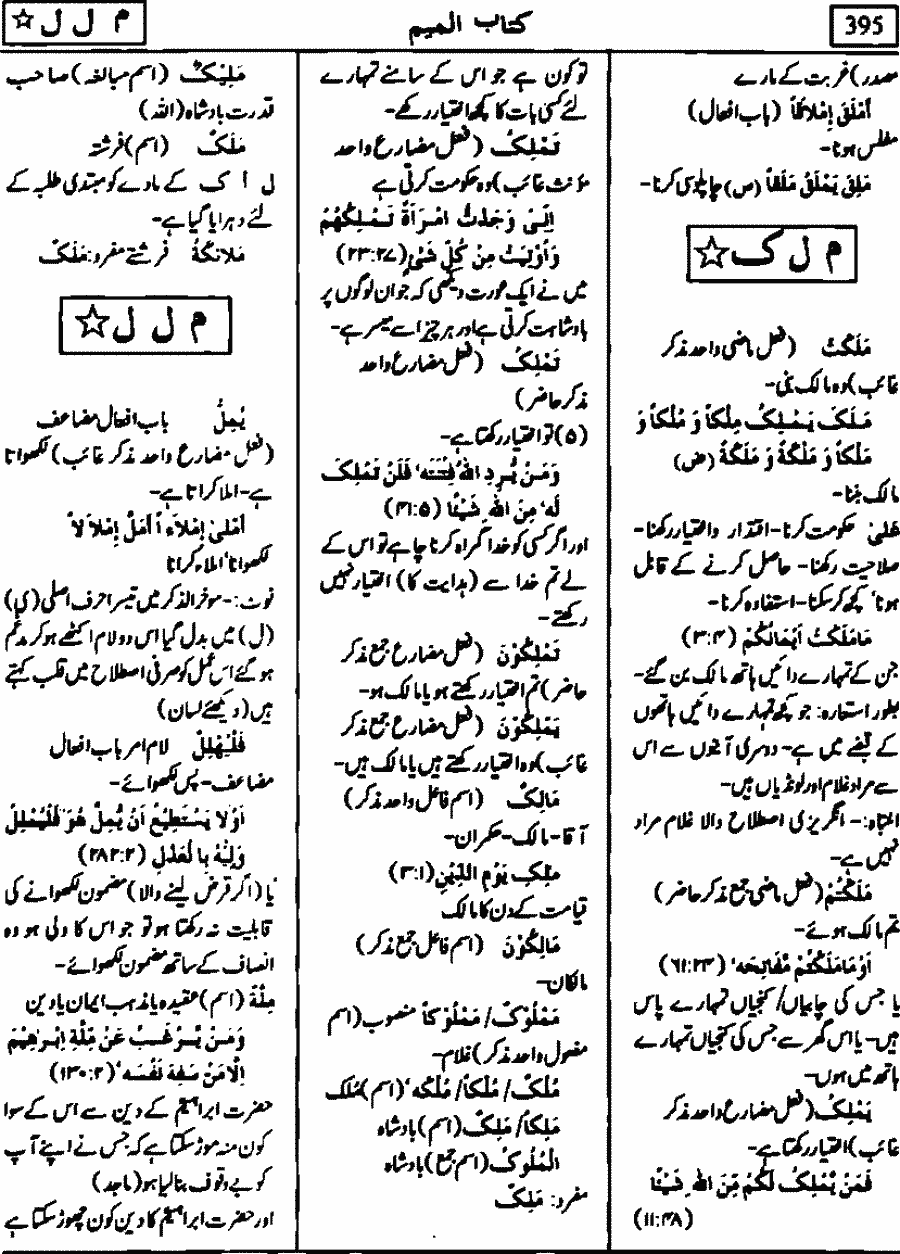 395
کتاب المیم
م ل ل ☆
مصدر) غربت کے مارے
اَمْلَقَ اِمْلَاقًا (باب افعال)
مفلس ہونا-
مَلِقَ یَمْلَقُ مَلَقاً (س) چاپلوسی کرنا-
م ل ک ☆
مَلَکَتْ (فعل ماضی واحد مذکر
غائب) وہ مالک بنی-
مَلَکَ یَمْلِکُ مِلْکاً وَ مُلْکاً وَ
مَلْکاً وَ مَلْکَةً وَ مَلَکَةً (ض)
مالک بننا-
عَلیٰ حکومت کرنا- اقتدار واختیار رکھنا-
صلاحیت رکھنا- حاصل کرنے کے قابل
ہونا' کچھ کرسکنا- استفادہ کرنا-
مَامَلَکَتْ اَیْمَانُکُمْ (۳:۴)
جن کے تمہارے دائیں ہاتھ مالک بن گئے-
بطور استعارہ: جو کچھ تمہارے دائیں ہاتھوں
کے قبضے میں ہے- دوسری آیتوں سے اس
سے مراد غلام اور لونڈیاں ہیں-
انتباہ:- انگریزی اصطلاح والا غلام مراد
نہیں ہے-
مَلَکْتُمْ (فعل ماضی جمع مذکر حاضر)
تم مالک ہوئے-
اَوْمَامَلَکْتُمْ مَّفَاتِحَه' (۶۱:۲۴)
یا جس کی چابیاں/ کنجیاں تمہارے پاس
ہیں- یا اس گھر سے جس کی کنجیاں تمہارے
ہاتھ میں ہوں-
یَمْلِکُ (فعل مضارع واحد مذکر
غائب) اختیار رکھتا ہے-
فَمَنْ یَّمْلِکُ لَکُمْ مِّنَ اللّٰهِ شَیْئًا
(۱۱:۴۸)
تو کون ہے جو اس کے سامنے تمہارے
لئے کسی بات کا کچھ اختیار رکھے-
تَمْلِکُ (فعل مضارع واحد
مؤنث غائب) وہ حکومت کرتی ہے
اِنِّیْ وَجَدْتُّ امْرَاَةً تَمْلِکُهُمْ
وَاُوْتِیَتْ مِنْ کُلِّ شَیْءٍ (۲۳:۲۷)
میں نے ایک عورت دیکھی کہ جو ان لوگوں پر
بادشاہت کرتی ہے اور ہر چیز اسے میسر ہے-
تَمْلِکُ (فعل مضارع واحد
مذکر حاضر)
(۵) تو اختیار رکھتا ہے-
وَمَنْ یُّرِدِ اللّٰهُ فِتْنَتَه' فَلَنْ تَمْلِکَ
لَه' مِنَ اللّٰهِ شَیْئًا (۴۱:۵)
اور اگر کسی کو خدا گمراہ کرنا چاہے تو اس کے
لے تم خدا سے (ہدایت کا) اختیار نہیں
رکھتے-
تَمْلِکُوْنَ (فعل مضارع جمع مذکر
حاضر) تم اختیار رکھتے ہو یا مالک ہو-
یَمْلِکُوْنَ (فعل مضارع جمع مذکر
غائب) وہ اختیار رکھتے ہیں یا مالک ہیں-
مَالِکُ (اسم فاعل واحد مذکر)
آقا- مالک- حکمران-
مٰلِکِ یَوْمِ الدِّیْنِ (۳:۱)
قیامت کے دن کا مالک
مَالِکُوْنَ (اسم فاعل جمع مذکر)
مالکان-
مَمْلُوْکٌ/ مَمْلُوْکاً منصوب (اسم
مفعول واحد مذکر) غلام-
مُلْکٌ/ مُلْکاً/ مُلْکُه' (اسم) مُلک
مَلِکاً/ مَلِکٌ (اسم) بادشاہ
الْمُلُوْکَ (اسم جمع) بادشاہ
مفرد: مَلِکٌ
مَلِیْکٌ (اسم مبالغہ) صاحب
قدرت بادشاہ (اللہ)
مَلَکٌ (اسم) فرشتہ
ل أ ک کے مادے کو مبتدی طلبہ کے
لئے دہرایا گیا ہے-
مَلَائِکَةُ فرشتے مفرد: مَلَکٌ
م ل ل ☆
یُمِلُّ باب افعال مضاعف
(فعل مضارع واحد مذکر غائب) لکھواتا
ہے- املا کراتا ہے-
اَمْلیٰ اِمْلَاءً اَمَلَّ اِمْلَالاً
لکھوانا' املاء کرانا
نوٹ:- موخر الذکر میں تیسرا حرف اصلی (ی)
(ل) میں بدل گیا اس دو لام اکٹھے ہو کر مدغم
ہو گئے اس عمل کو صرفی اصطلاح میں قلب کہتے
ہیں (دیکھئے لسان)
فَلْیُمْلِلْ لام امر باب افعال
مضاعف- پس لکھوائے-
اَوْلَا یَسْتَطِیْعُ اَنْ یُّمِلَّ هُوَ فَلْیُمْلِلْ
وَلِیُّهٗ بِالْعَدْلِ (۲۸۲:۲)
یا (اگر قرض لینے والا) مضمون لکھوانے کی
قابلیت نہ رکھتا ہو تو جو اس کا ولی ہو وہ
انصاف کے ساتھ مضمون لکھوائے-
مِلَّةَ (اسم) عقیدہ یا مذہب ایمان یا دین
وَمَنْ یَّرْغَبُ عَنْ مِّلَّةِ اِبْرٰهِیْمَ
اِلَّا مَنْ سَفِهَ نَفْسَه' (۱۳۰:۲)
حضرت ابراہیمؑ کے دین سے اس کے سوا
کون منہ موڑ سکتا ہے کہ جس نے اپنے آپ
کو بے وقوف بنا لیا ہو (ماجد)
اور حضرت ابراہیمؑ کا دین کون چھوڑ سکتا ہے